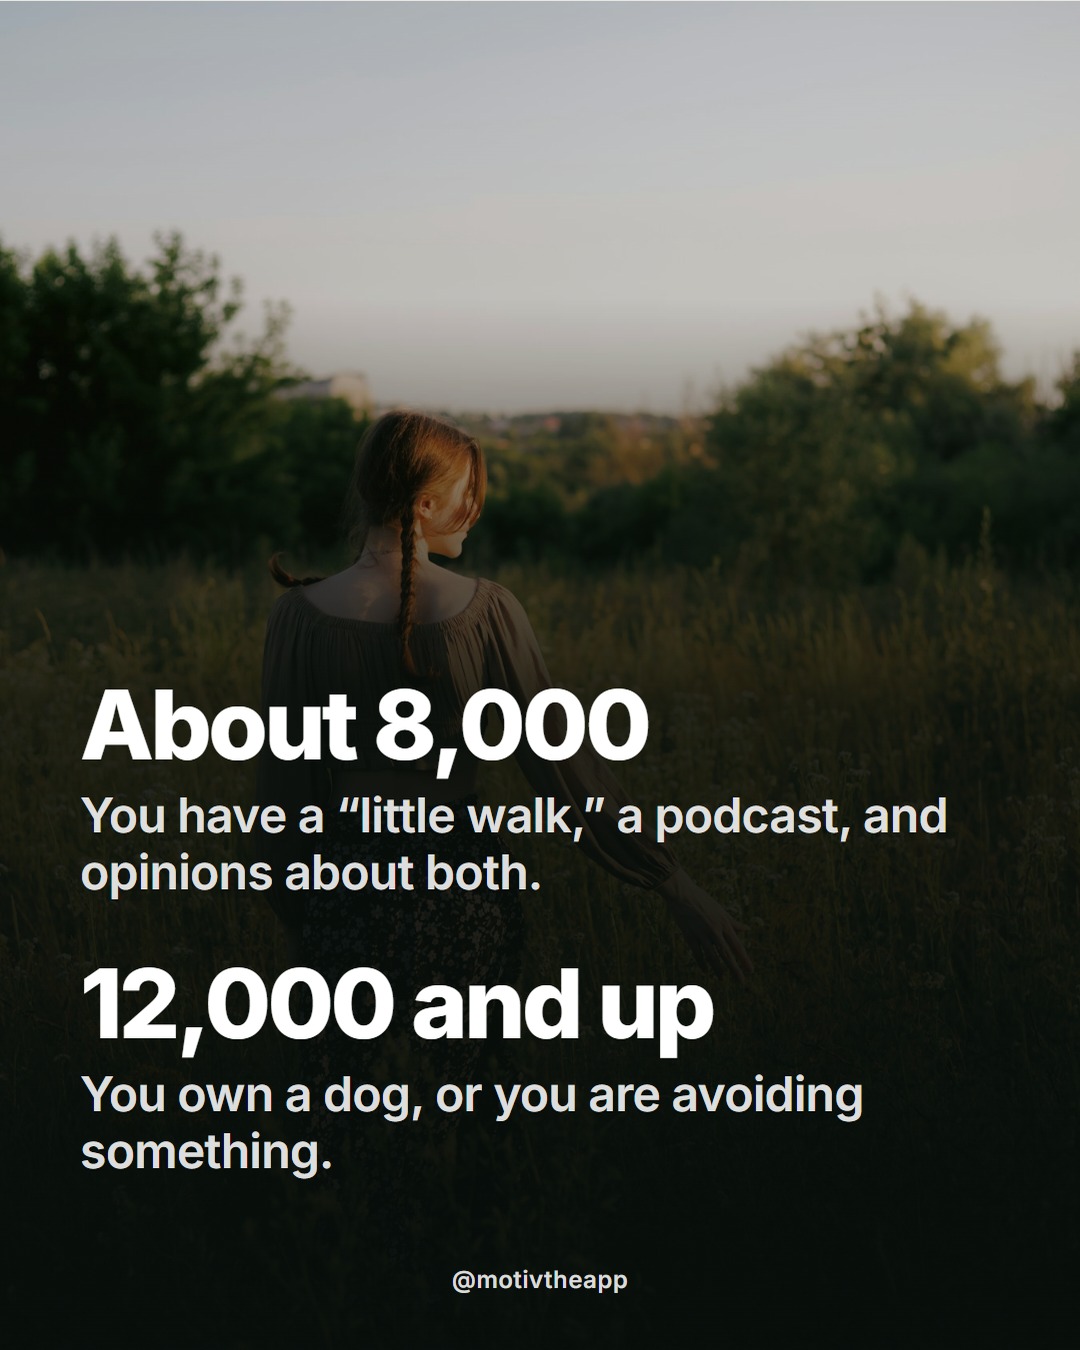 About 8,000
You have a “little walk,” a podcast, and
opinions about both.
12,000 and up
You own a dog, or you are avoiding
something.
@motivtheapp